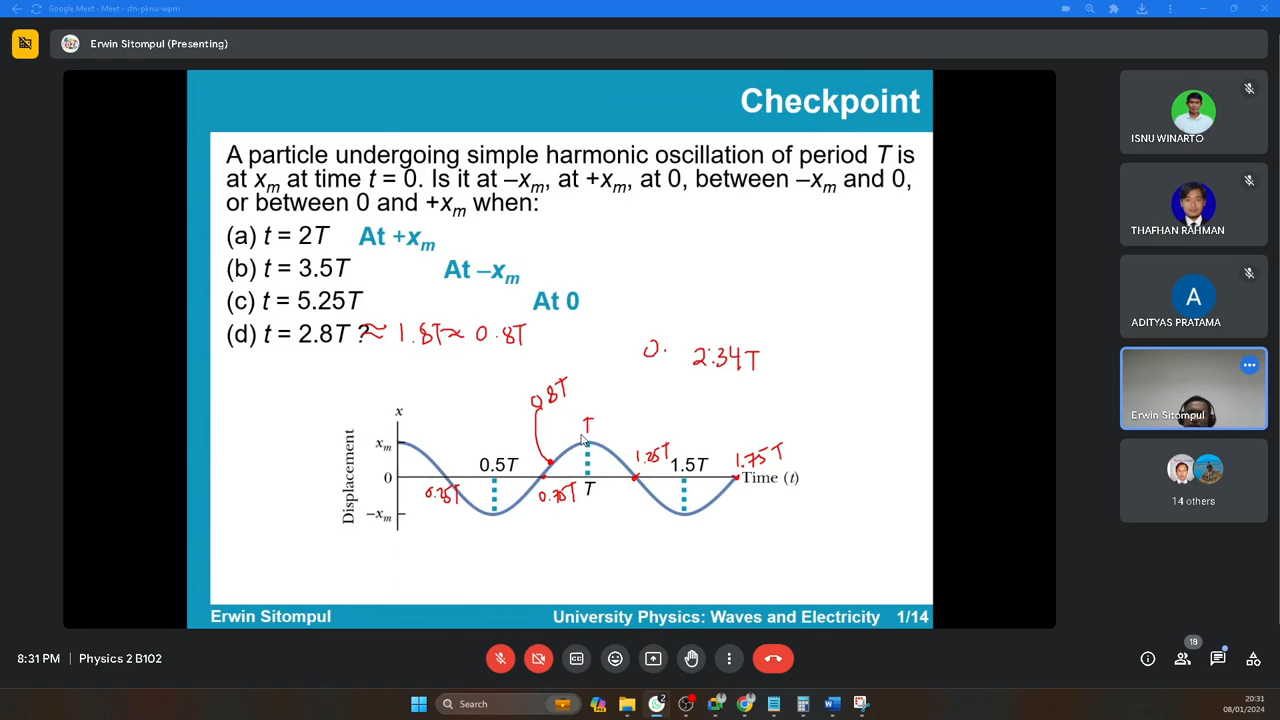 Google Meet - Meet - sfn-pknu-wpm
Erwin Sitompul (Presenting)
Checkpoint
A particle undergoing simple harmonic oscillation of period T is
at xm at time t = 0. Is it at –xm, at +xm, at 0, between –xm and 0,
or between 0 and +xm when:
(a) t = 2T At +xm
(b) t = 3.5T At –xm
(c) t = 5.25T At 0
(d) t = 2.8T ? ≈ 1.8T ≈ 0.8T
0. 2.34T
0.8T
x
T
xm
Displacement
0.5T
1.25T
1.5T
1.75T
0
Time (t)
0.25T
0.75T
T
–xm
Erwin Sitompul
University Physics: Waves and Electricity 1/14
ISNU WINARTO
THAFHAN RAHMAN
A
ADITYAS PRATAMA
Erwin Sitompul
14 others
8:31 PM | Physics 2 B102
18
Search
2
20:31
08/01/2024